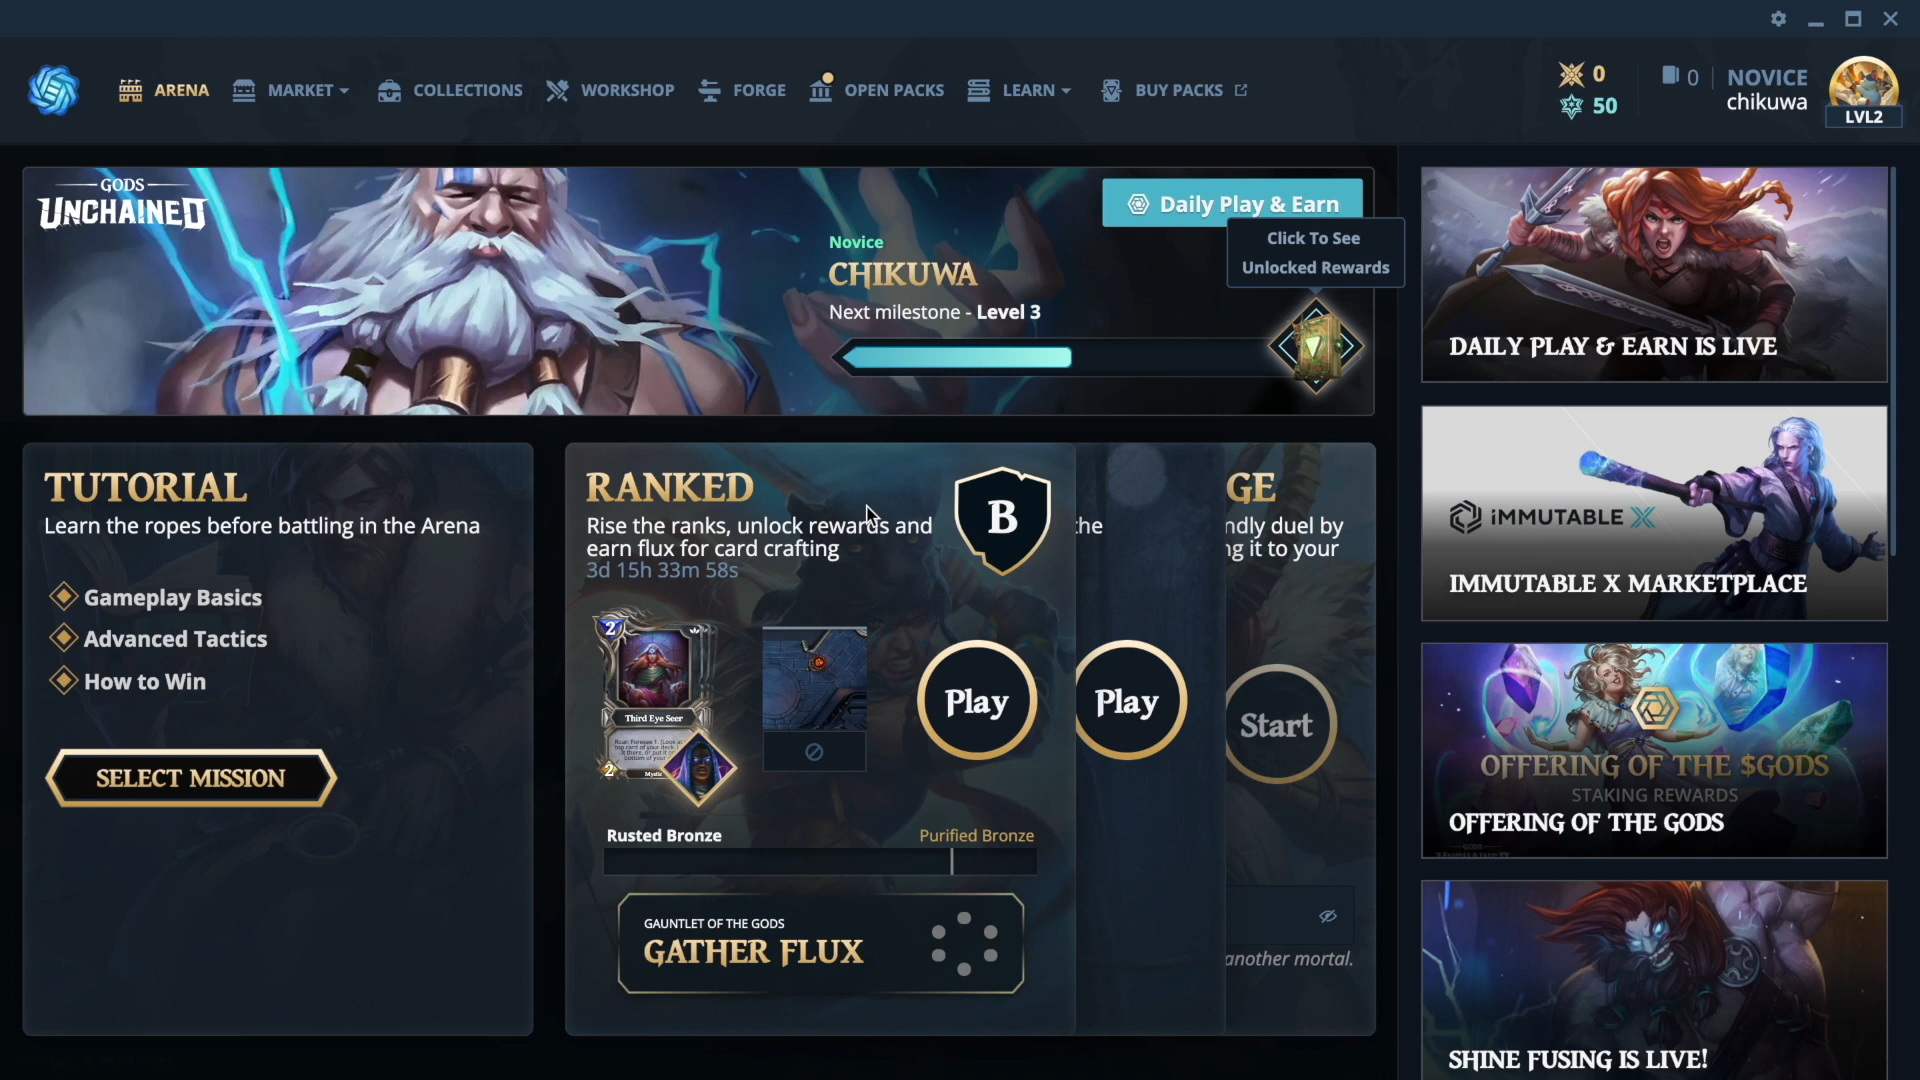 ARENA
MARKET
COLLECTIONS
WORKSHOP
FORGE
OPEN PACKS
LEARN
BUY PACKS
0
50
0
NOVICE
chikuwa
LVL2
GODS
UNCHAINED
Daily Play & Earn
Click To See
Unlocked Rewards
Novice
CHIKUWA
Next milestone - Level 3
TUTORIAL
Learn the ropes before battling in the Arena
Gameplay Basics
Advanced Tactics
How to Win
SELECT MISSION
RANKED
Rise the ranks, unlock rewards and
earn flux for card crafting
3d 15h 33m 58s
B
2
Third Eye Seer
2
Mystic
Play
Rusted Bronze
Purified Bronze
GAUNTLET OF THE GODS
GATHER FLUX
the
Play
GE
ndly duel by
ng it to your
Start
another mortal.
DAILY PLAY & EARN IS LIVE
IMMUTABLE X
IMMUTABLE X MARKETPLACE
OFFERING OF THE $GODS
STAKING REWARDS
OFFERING OF THE GODS
SHINE FUSING IS LIVE!